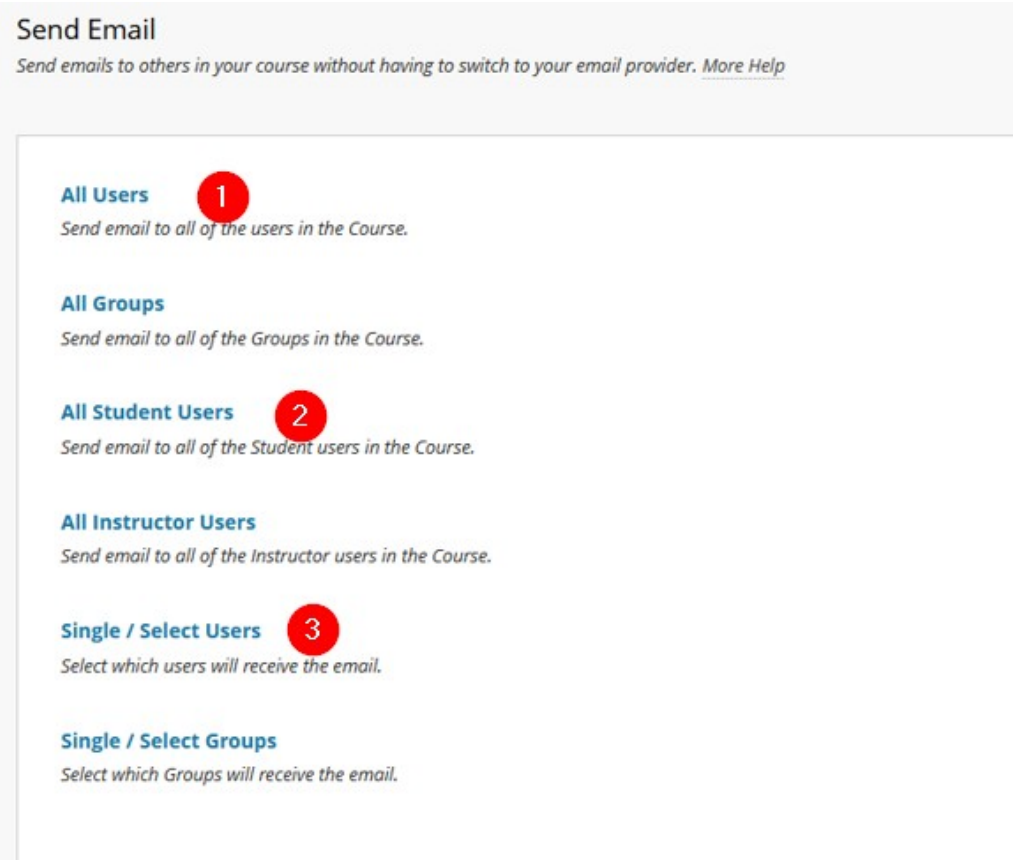 Send Email
Send emails to others in your course without having to switch to your email provider. More Help
All Users 1
Send email to all of the users in the Course.
All Groups
Send email to all of the Groups in the Course.
All Student Users 2
Send email to all of the Student users in the Course.
All Instructor Users
Send email to all of the Instructor users in the Course.
Single / Select Users 3
Select which users will receive the email.
Single / Select Groups
Select which Groups will receive the email.